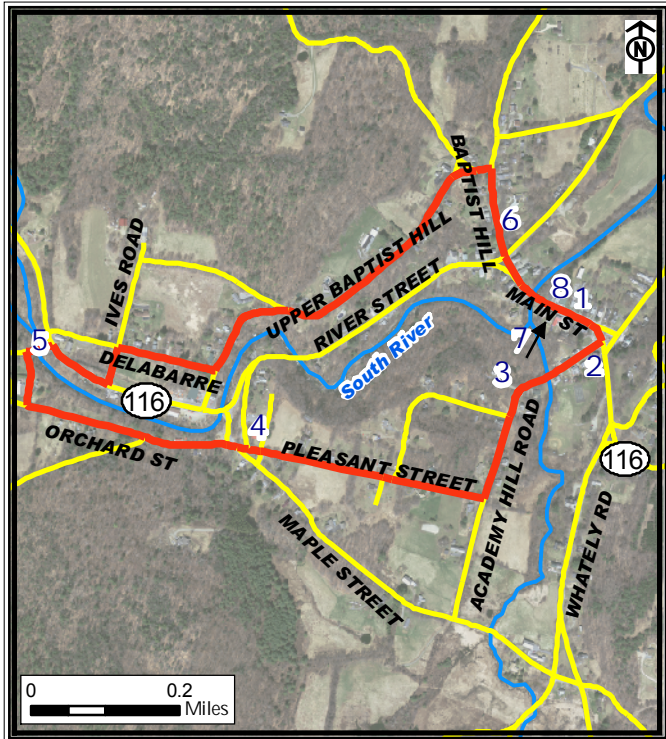 N
BAPTIST HILL
6
IVES ROAD
UPPER BAPTIST HILL
RIVER STREET
8
1
MAIN ST
7
2
5
DELABARRE
South River
3
116
4
ORCHARD ST
PLEASANT STREET
ACADEMY HILL ROAD
116
WHATELY RD
MAPLE STREET
0 0.2
Miles